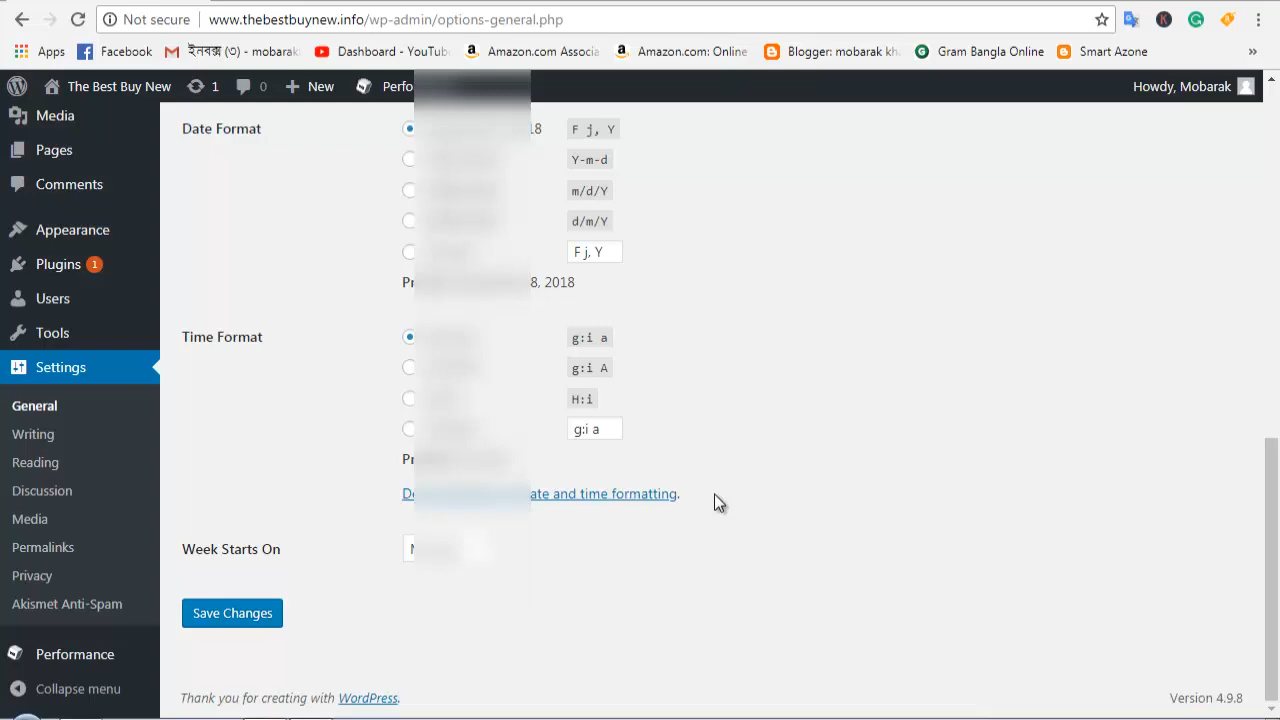 Not secure www.thebestbuynew.info/wp-admin/options-general.php
Apps Facebook ইনবক্স (৩) - mobarak Dashboard - YouTube Amazon.com Associa Amazon.com: Online Blogger: mobarak kh Gram Bangla Online Smart Azone »
The Best Buy New 1 0 New Perfo Howdy, Mobarak
Media
Pages
Comments
Appearance
Plugins 1
Users
Tools
Settings
General
Writing
Reading
Discussion
Media
Permalinks
Privacy
Akismet Anti-Spam
Performance
Collapse menu
Date Format 18 F j, Y
Y-m-d
m/d/Y
d/m/Y
F j, Y
8, 2018
Time Format g:i a
g:i A
H:i
g:i a
and time formatting.
Week Starts On
Save Changes
Thank you for creating with WordPress. Version 4.9.8